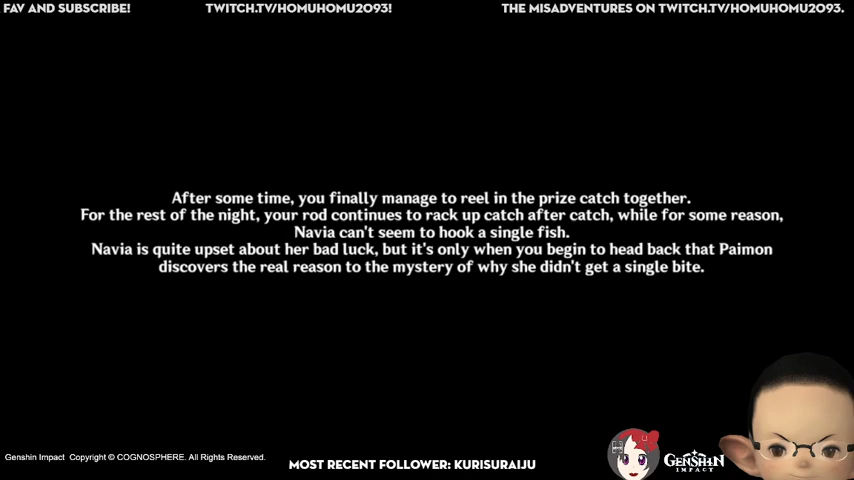 FAV AND SUBSCRIBE! TWITCH.TV/HOMUHOMU2093! THE MISADVENTURES ON TWITCH.TV/HOMUHOMU2093.
After some time, you finally manage to reel in the prize catch together.
For the rest of the night, your rod continues to rack up catch after catch, while for some reason,
Navia can't seem to hook a single fish.
Navia is quite upset about her bad luck, but it's only when you begin to head back that Paimon
discovers the real reason to the mystery of why she didn't get a single bite.
Genshin Impact Copyright © COGNOSPHERE. All Rights Reserved.
MOST RECENT FOLLOWER: KURISURAIJU
GENSHIN
IMPACT